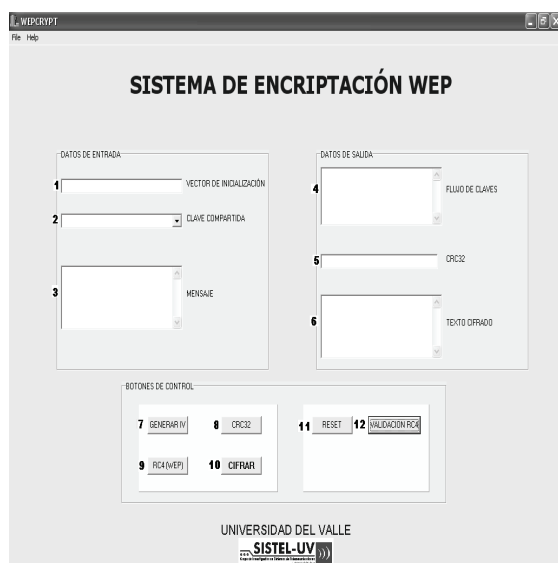 WEPCRYPT
File Help
SISTEMA DE ENCRIPTACIÓN WEP
DATOS DE ENTRADA
1 VECTOR DE INICIALIZACIÓN
2 CLAVE COMPARTIDA
3 MENSAJE
DATOS DE SALIDA
4 FLUJO DE CLAVES
5 CRC32
6 TEXTO CIFRADO
BOTONES DE CONTROL
7 GENERAR IV 8 CRC32
9 RC4 (WEP) 10 CIFRAR
11 RESET 12 VALIDACION RC4
UNIVERSIDAD DEL VALLE
SISTEL-UV